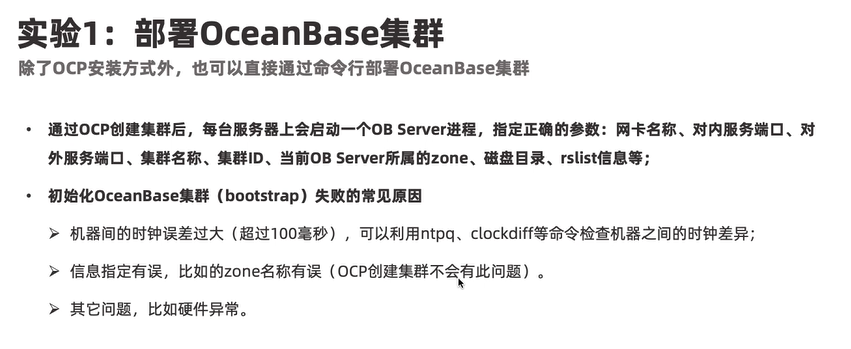 实验1：部署OceanBase集群
除了OCP安装方式外，也可以直接通过命令行部署OceanBase集群
• 通过OCP创建集群后，每台服务器上会启动一个OB Server进程，指定正确的参数：网卡名称、对内服务端口、对
外服务端口、集群名称、集群ID、当前OB Server所属的zone、磁盘目录、rslist信息等；
• 初始化OceanBase集群（bootstrap）失败的常见原因
➢ 机器间的时钟误差过大（超过100毫秒），可以利用ntpq、clockdiff等命令检查机器之间的时钟差异；
➢ 信息指定有误，比如的zone名称有误（OCP创建集群不会有此问题）。
➢ 其它问题，比如硬件异常。